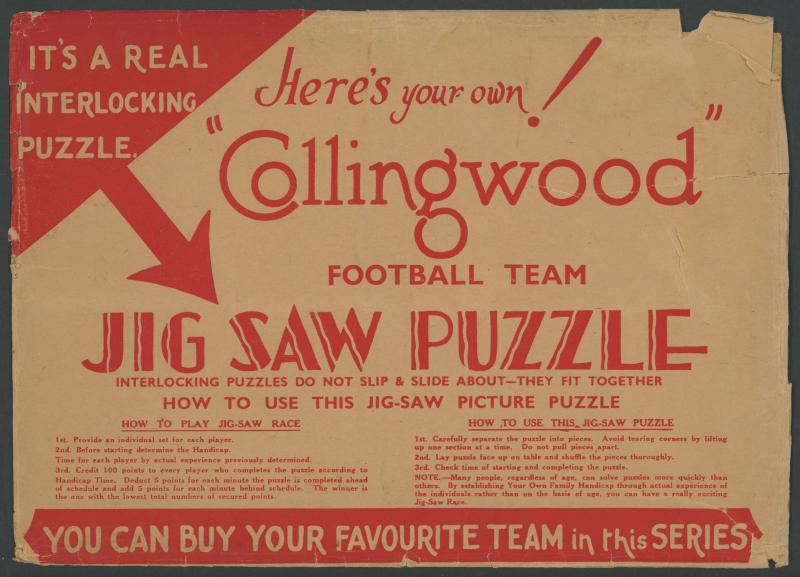 IT'S A REAL
INTERLOCKING
PUZZLE.
Here's your own!
"Collingwood"
FOOTBALL TEAM
JIG SAW PUZZLE
INTERLOCKING PUZZLES DO NOT SLIP & SLIDE ABOUT—THEY FIT TOGETHER
HOW TO USE THIS JIG-SAW PICTURE PUZZLE
HOW TO PLAY JIG-SAW RACE
1st. Provide an individual set for each player.
2nd. Before starting determine the Handicap.
Time for each player by actual experience previously determined.
3rd. Credit 100 points to every player who completes the puzzle according to
Handicap Time. Deduct 5 points for each minute the puzzle is completed ahead
of schedule and add 5 points for each minute behind schedule. The winner is
the one with the lowest total numbers of secured points.
HOW TO USE THIS JIG-SAW PUZZLE
1st. Carefully separate the puzzle into pieces. Avoid tearing corners by lifting
up one section at a time. Do not pull pieces apart.
2nd. Lay puzzle face up on table and shuffle the pieces thoroughly.
3rd. Check time of starting and completing the puzzle.
NOTE.—Many people, regardless of age, can solve puzzles more quickly than
others. By establishing Your Own Family Handicap through actual experience of
the individuals rather than on the basis of age, you can have a really exciting
Jig-Saw Race.
YOU CAN BUY YOUR FAVOURITE TEAM in this SERIES